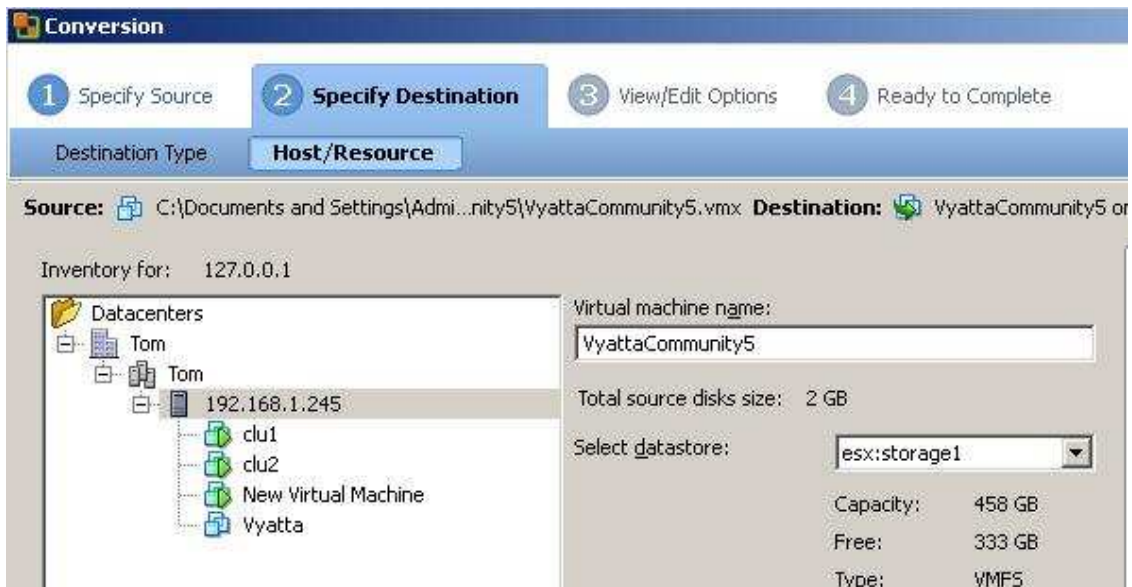 Conversion
1 Specify Source 2 Specify Destination 3 View/Edit Options 4 Ready to Complete
Destination Type Host/Resource
Source: C:\Documents and Settings\Admi...nity5\VyattaCommunity5.vmx Destination: VyattaCommunity5 or
Inventory for: 127.0.0.1
Datacenters
Tom
Tom
192.168.1.245
clu1
clu2
New Virtual Machine
Vyatta
Virtual machine name:
VyattaCommunity5
Total source disks size: 2 GB
Select datastore: esx:storage1
Capacity: 458 GB
Free: 333 GB
Type: VMFS